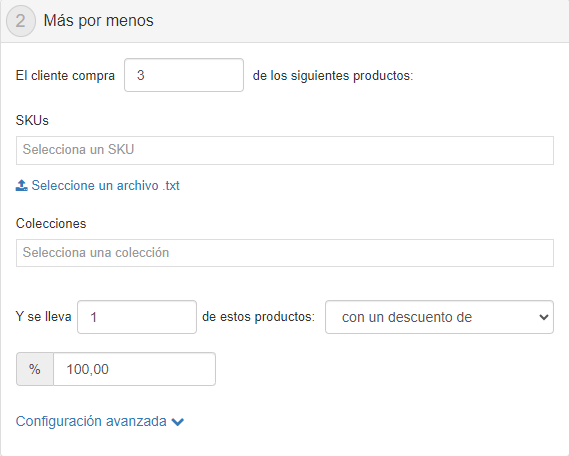 2 Más por menos
El cliente compra 3 de los siguientes productos:
SKUs
Selecciona un SKU
Seleccione un archivo .txt
Colecciones
Selecciona una colección
Y se lleva 1 de estos productos: con un descuento de
% 100,00
Configuración avanzada